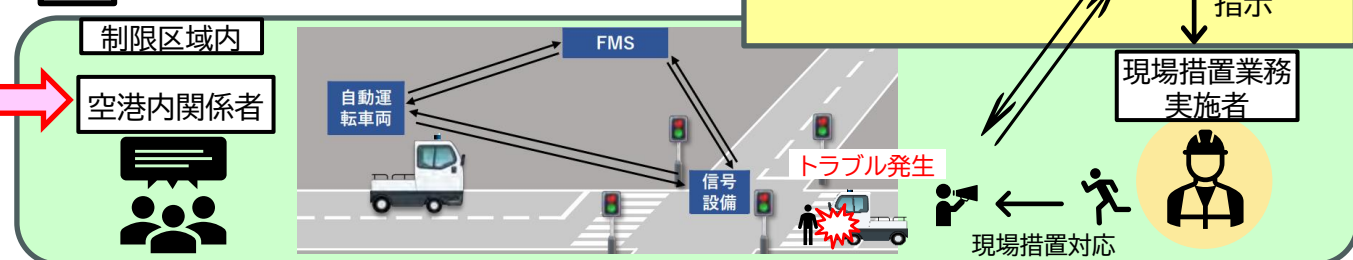 指示
制限区域内
空港内関係者
FMS
自動運
転車両
信号
設備
トラブル発生
現場措置業務
実施者
現場措置対応